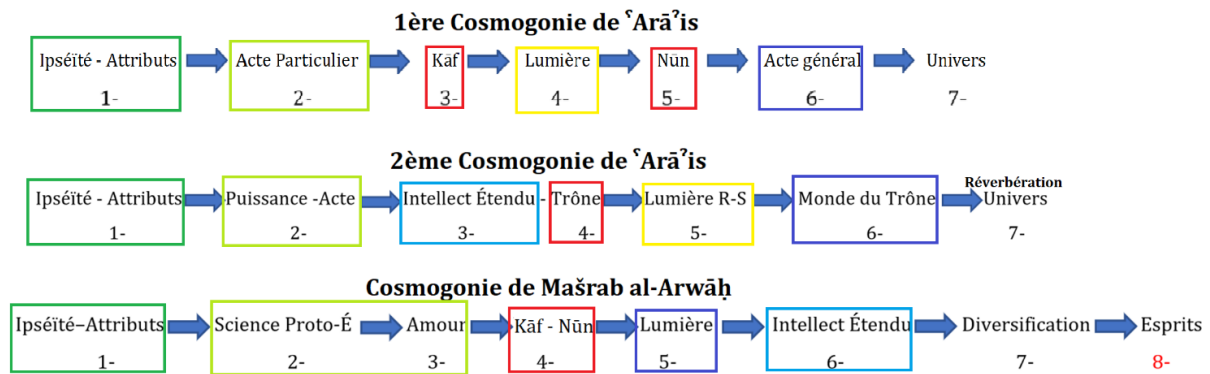 1ère Cosmogonie de ˁArāˀis
Ipséïté - Attributs Acte Particulier Kāf Lumière Nūn Acte général Univers
1- 2- 3- 4- 5- 6- 7-
2ème Cosmogonie de ˁArāˀis
Réverbération
Ipséïté - Attributs Puissance -Acte Intellect Étendu - Trône Lumière R-S Monde du Trône Univers
1- 2- 3- 4- 5- 6- 7-
Cosmogonie de Mašrab al-Arwāḥ
Ipséïté–Attributs Science Proto-É Amour Kāf - Nūn Lumière Intellect Étendu Diversification Esprits
1- 2- 3- 4- 5- 6- 7- 8-